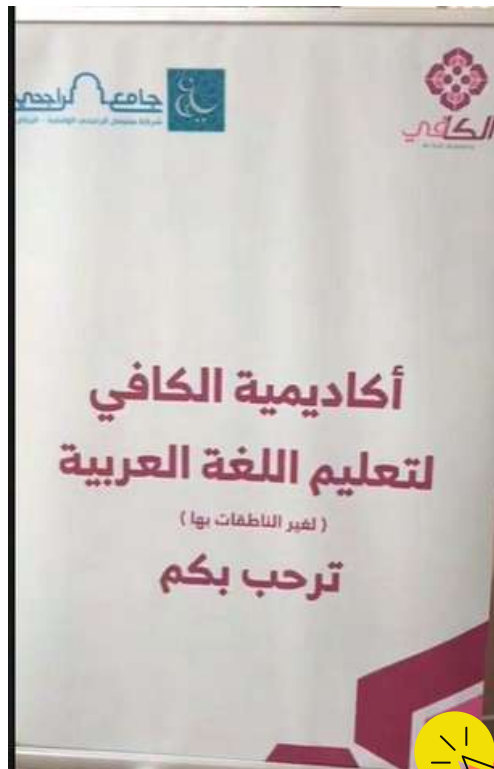 الكافي
جامع الراجحي
أكاديمية الكافي
لتعليم اللغة العربية
( لغير الناطقات بها )
ترحب بكم